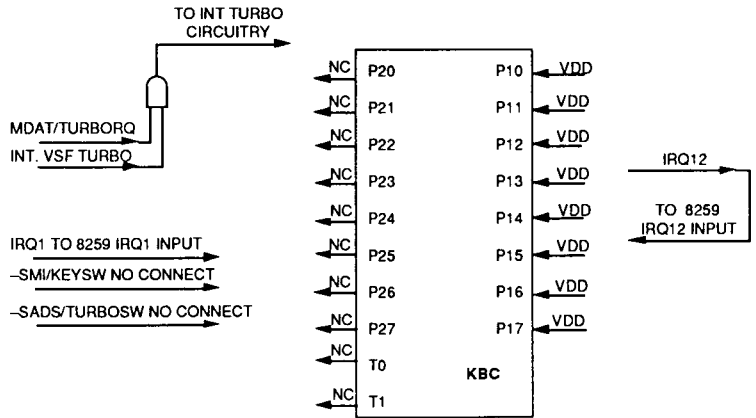 TO INT TURBO
CIRCUITRY
MDAT/TURBORQ
INT. VSF TURBO
IRQ1 TO 8259 IRQ1 INPUT
–SMI/KEYSW NO CONNECT
–SADS/TURBOSW NO CONNECT
NC P20 P10 VDD
NC P21 P11 VDD
NC P22 P12 VDD
NC P23 P13 VDD
NC P24 P14 VDD
NC P25 P15 VDD
NC P26 P16 VDD
NC P27 P17 VDD
NC T0
KBC
NC T1
IRQ12
TO 8259
IRQ12 INPUT